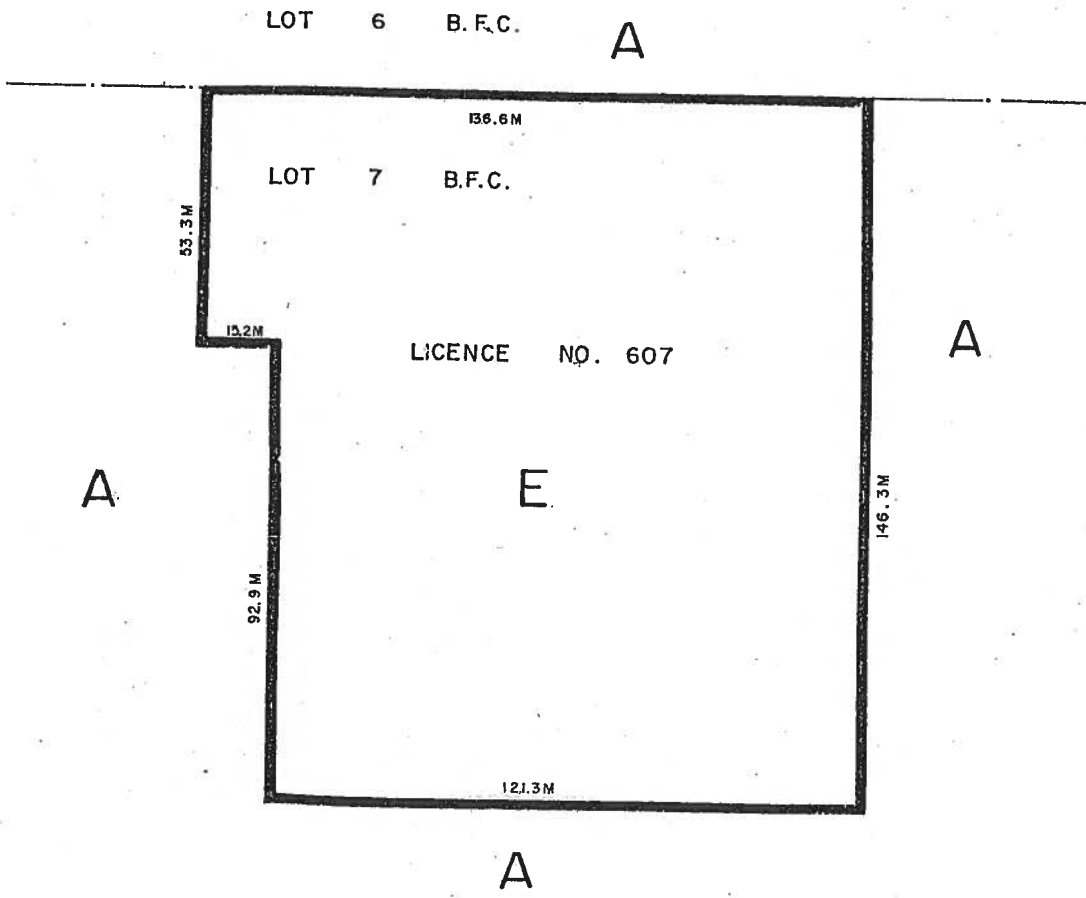 LOT 6 B.F.C.
A
136.6M
LOT 7 B.F.C.
53.3M
15.2M
LICENCE NO. 607
A
A
E
146.3M
92.9M
121.3M
A